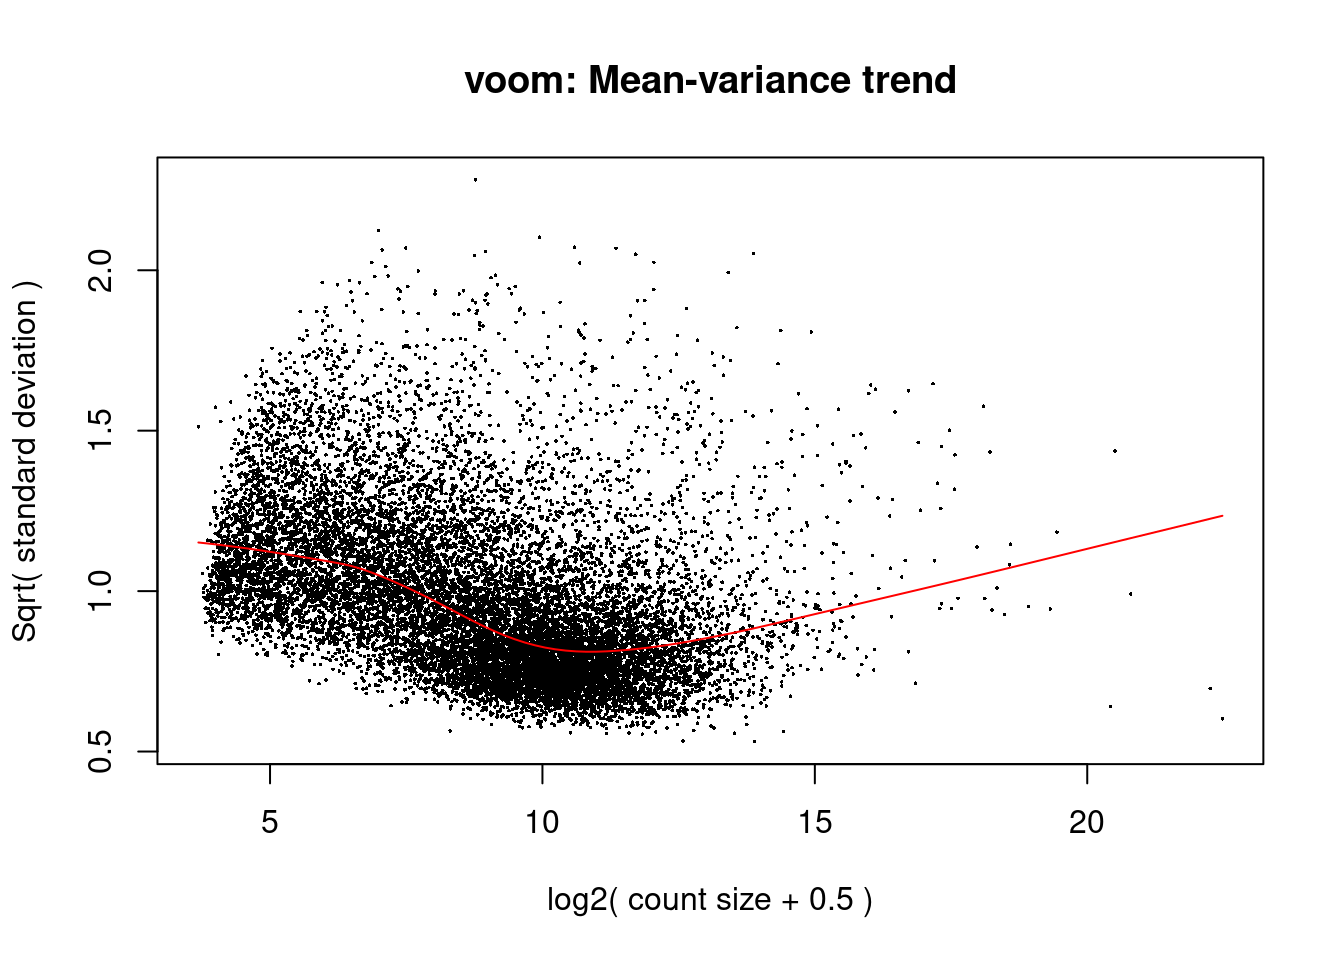 voom: Mean-variance trend
Sqrt( standard deviation )
2.0
1.5
1.0
0.5
5 10 15 20
log2( count size + 0.5 )